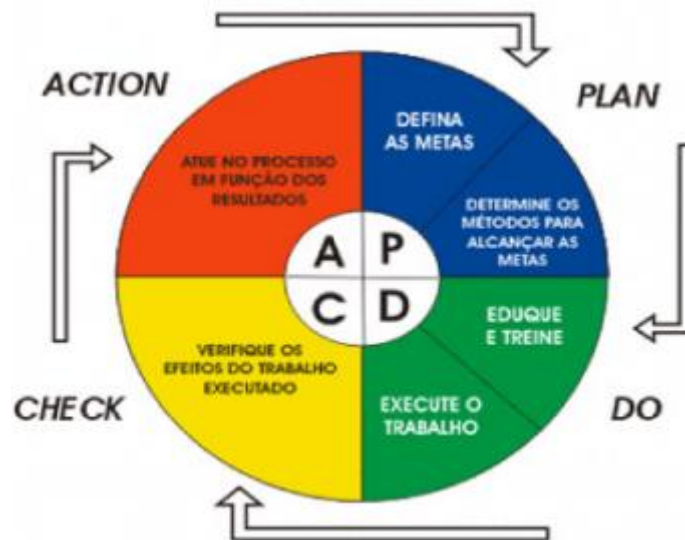 ACTION
PLAN
DEFINA
AS METAS
ATUE NO PROCESSO
EM FUNÇÃO DOS
RESULTADOS
DETERMINE OS
MÉTODOS PARA
ALCANÇAR AS
METAS
A P
C D
EDUQUE
E TREINE
VERIFIQUE OS
EFEITOS DO TRABALHO
EXECUTADO
EXECUTE O
TRABALHO
CHECK
DO